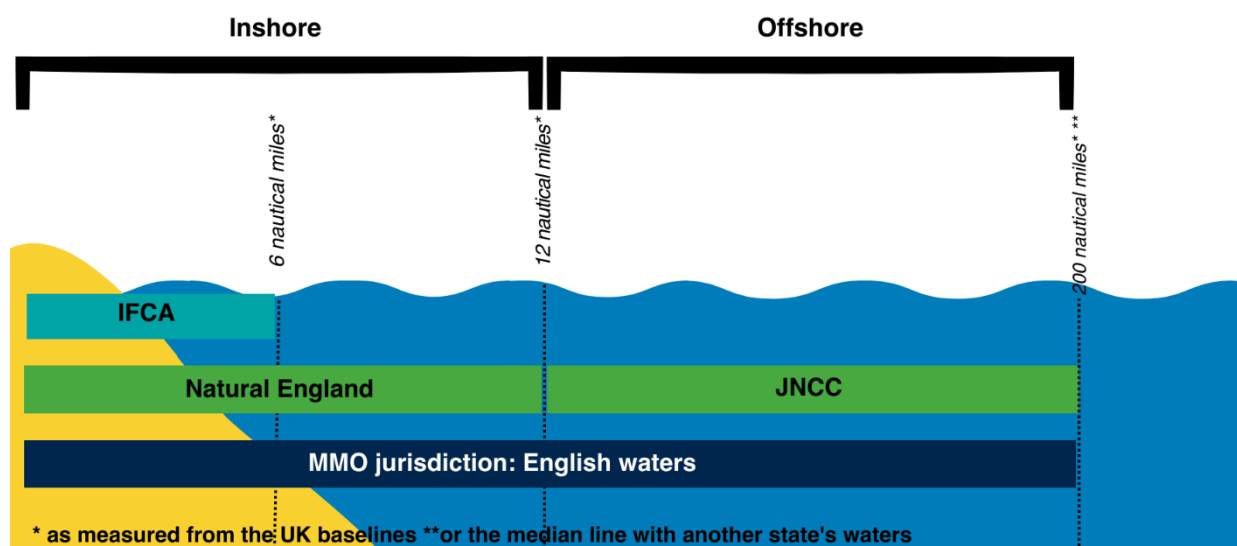 Inshore
Offshore
6 nautical miles*
12 nautical miles*
200 nautical miles* **
IFCA
Natural England
JNCC
MMO jurisdiction: English waters
* as measured from the UK baselines **or the median line with another state's waters